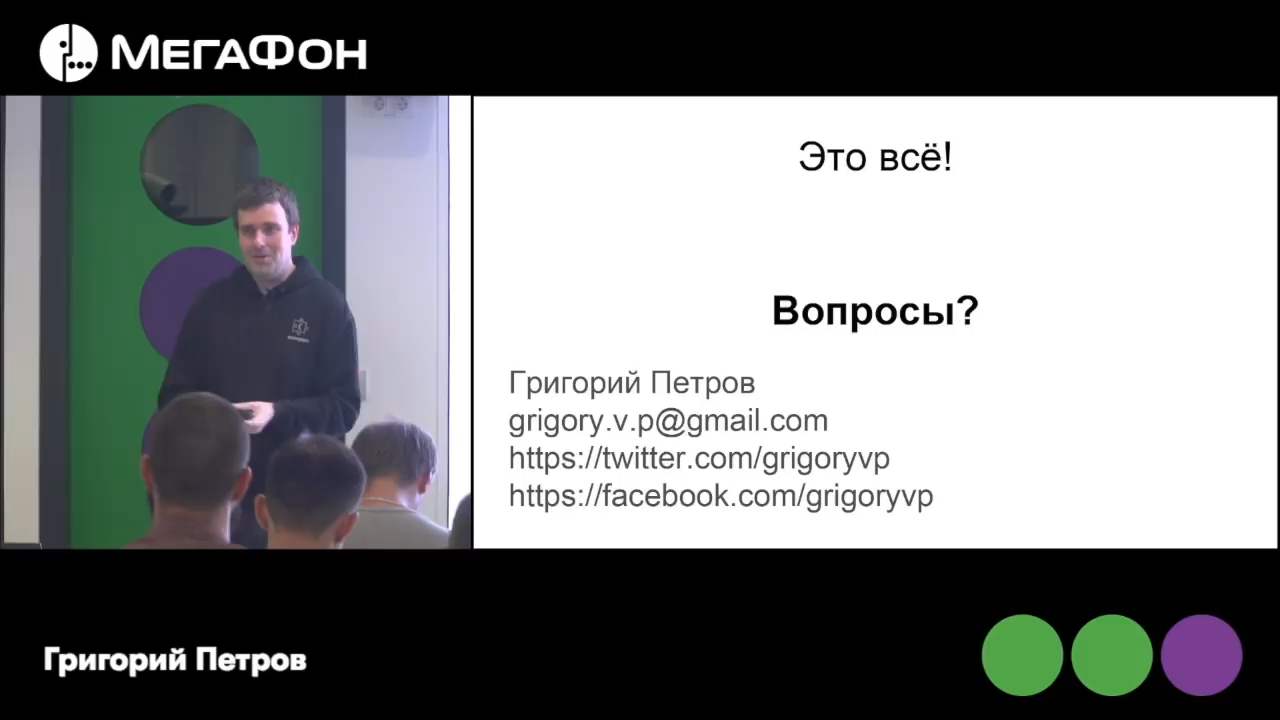 МегаФон
Это всё!
Вопросы?
Григорий Петров
grigory.v.p@gmail.com
https://twitter.com/grigoryvp
https://facebook.com/grigoryvp
Григорий Петров